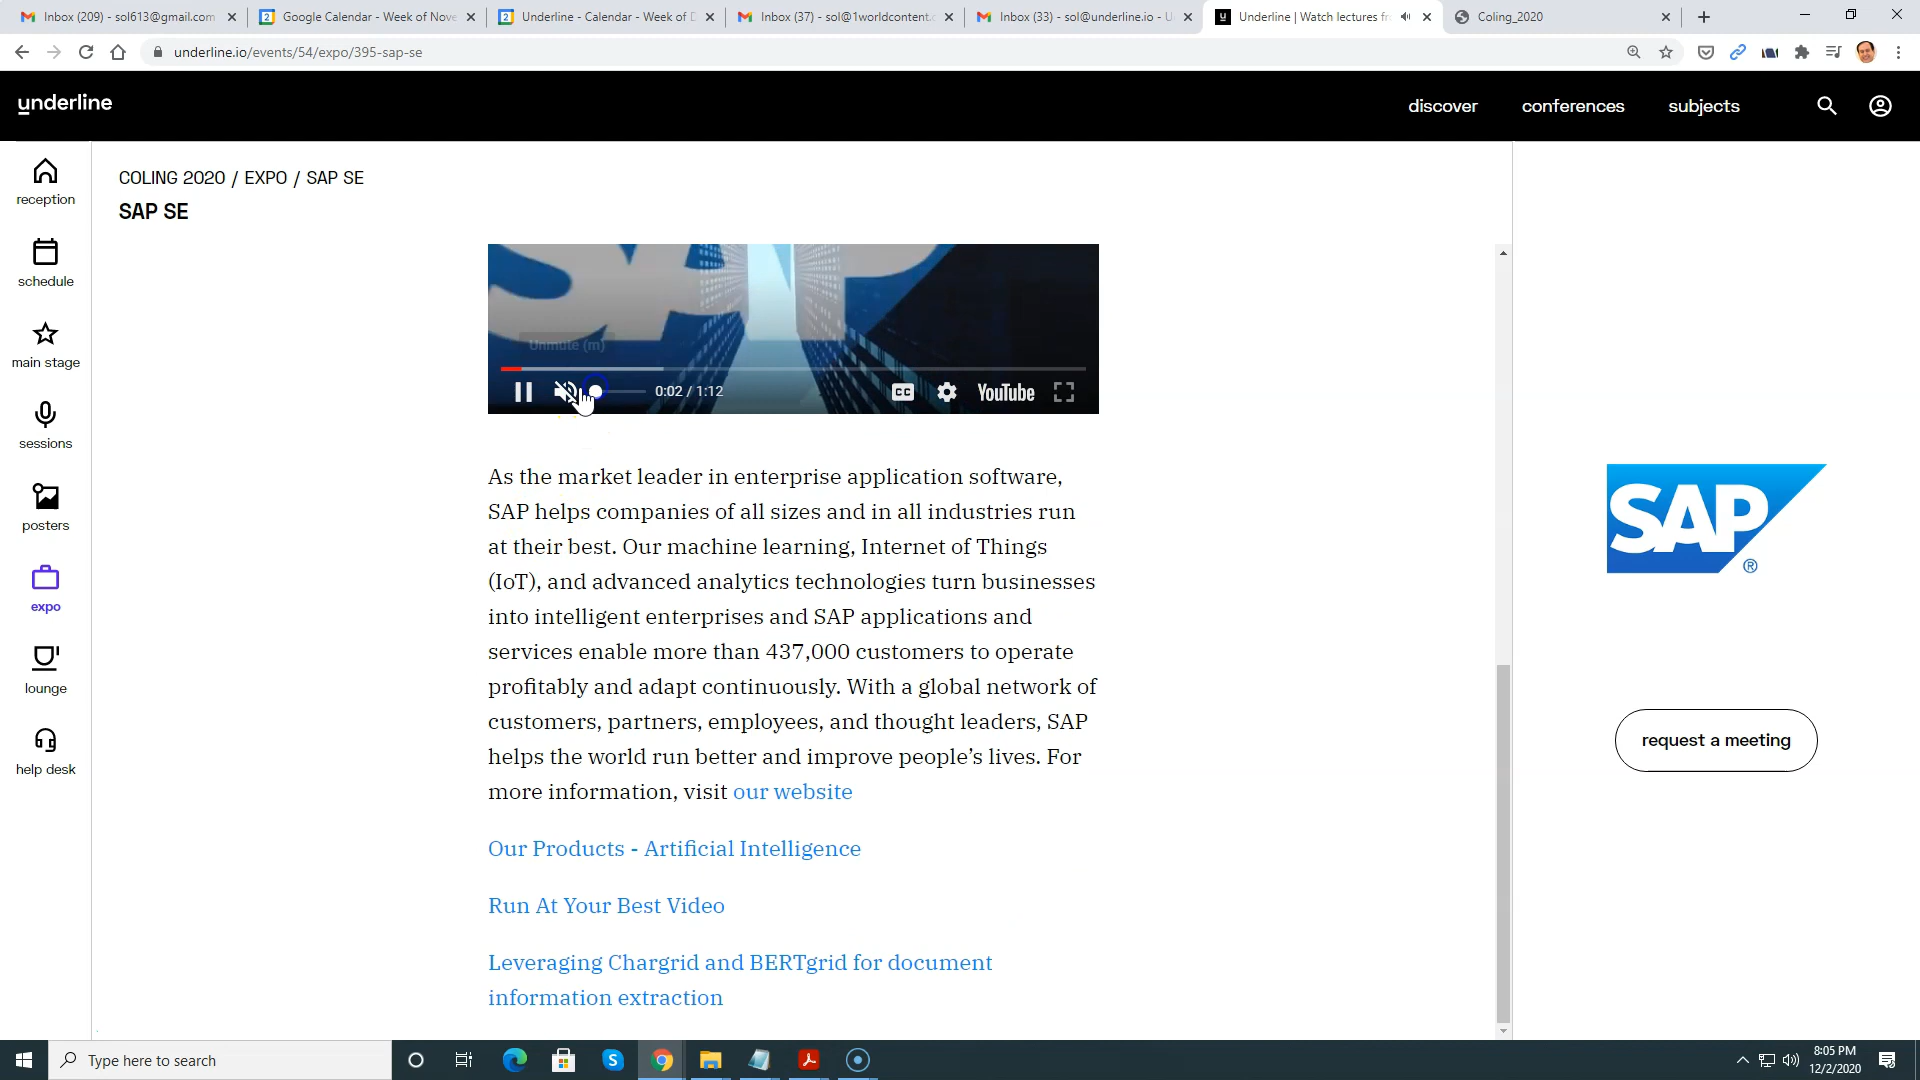 Inbox (209) - sol613@gmail.com
Google Calendar - Week of Nove
Underline - Calendar - Week of D
Inbox (37) - sol@1worldcontent.c
Inbox (33) - sol@underline.io - U
Underline | Watch lectures fr
Coling_2020
underline.io/events/54/expo/395-sap-se
underline
discover
conferences
subjects
reception
schedule
main stage
sessions
posters
expo
lounge
help desk
COLING 2020 / EXPO / SAP SE
SAP SE
SAP
Unmute (m)
0:02 / 1:12
CC
YouTube
As the market leader in enterprise application software,
SAP helps companies of all sizes and in all industries run
at their best. Our machine learning, Internet of Things
(IoT), and advanced analytics technologies turn businesses
into intelligent enterprises and SAP applications and
services enable more than 437,000 customers to operate
profitably and adapt continuously. With a global network of
customers, partners, employees, and thought leaders, SAP
helps the world run better and improve people’s lives. For
more information, visit our website
Our Products - Artificial Intelligence
Run At Your Best Video
Leveraging Chargrid and BERTgrid for document
information extraction
SAP ®
request a meeting
Type here to search
8:05 PM
12/2/2020